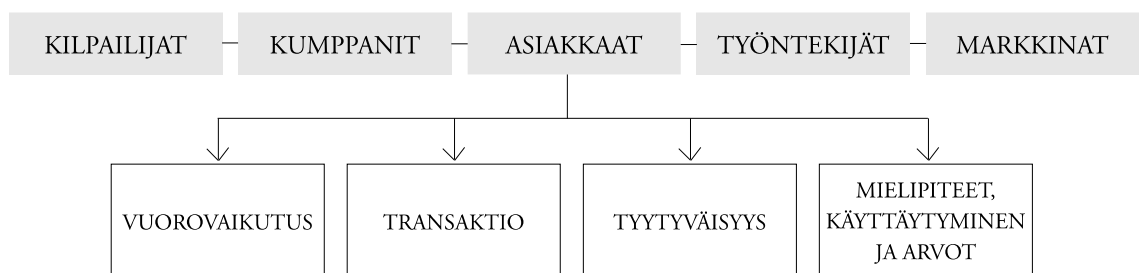 KILPAILIJAT
KUMPPANIT
ASIAKKAAT
TYÖNTEKIJÄT
MARKKINAT
VUOROVAIKUTUS
TRANSAKTIO
TYYTYVÄISYYS
MIELIPITEET,
KÄYTTÄYTYMINEN
JA ARVOT